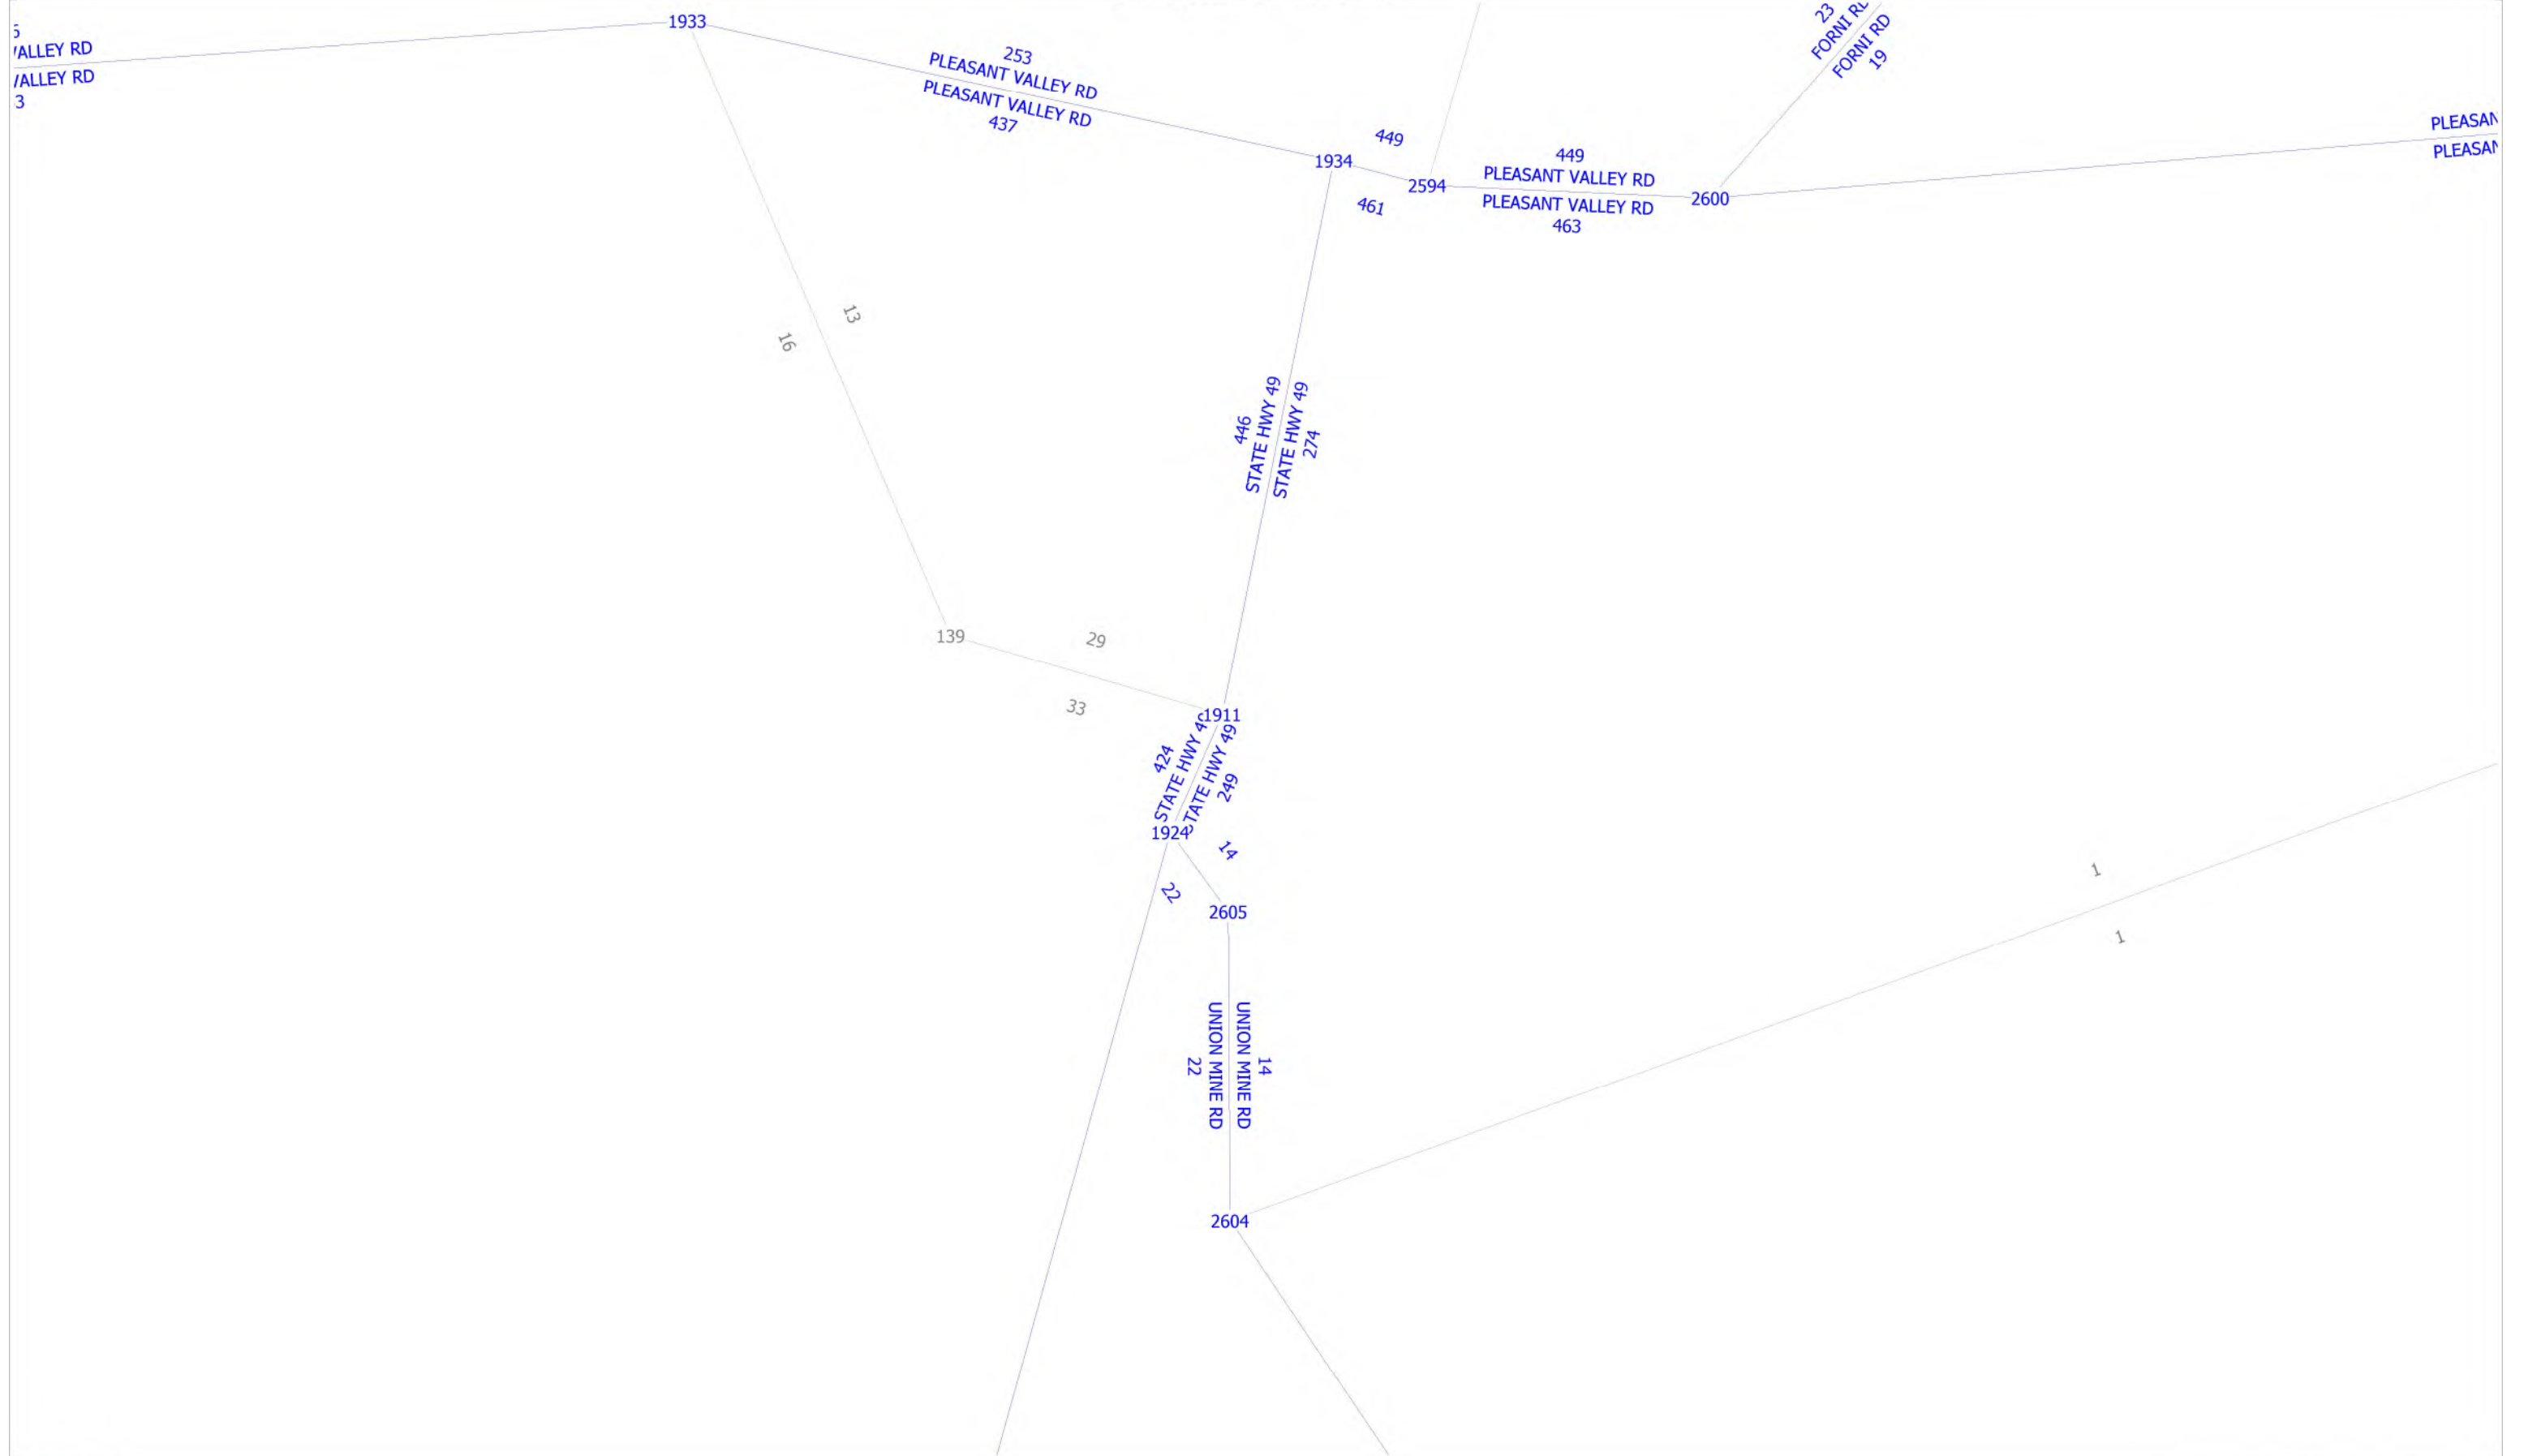 1933
23
FORNI RD
FORNI RD
19
5
VALLEY RD
VALLEY RD
3
253
PLEASANT VALLEY RD
PLEASANT VALLEY RD
437
449
1934
2594
461
449
PLEASANT VALLEY RD
PLEASANT VALLEY RD
463
2600
PLEASAN
PLEASAN
13
16
446
STATE HWY 49
STATE HWY 49
274
139
29
33
1911
424
STATE HWY 49
STATE HWY 49
249
1924
14
22
2605
1
1
14
UNION MINE RD
UNION MINE RD
22
2604